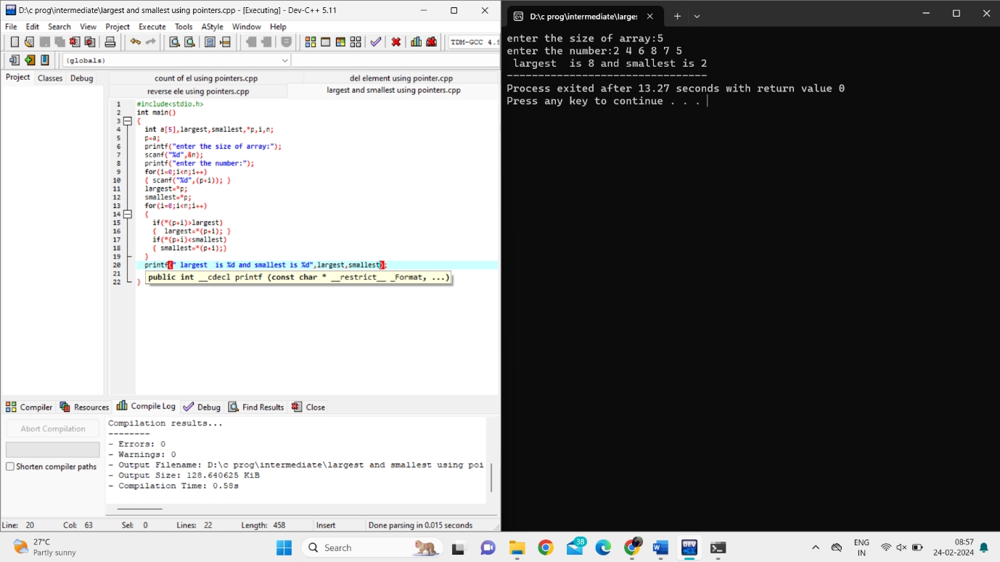 D:\c prog\intermediate\largest and smallest using pointers.cpp - [Executing] - Dev-C++ 5.11
File Edit Search View Project Execute Tools AStyle Window Help
TDM-GCC 4.9
(globals)
Project Classes Debug
count of el using pointers.cpp
del element using pointer.cpp
reverse ele using pointers.cpp
largest and smallest using pointers.cpp
1 #include<stdio.h>
2 int main()
3 {
4 int a[5],largest,smallest,*p,i,n;
5 p=a;
6 printf("enter the size of array:");
7 scanf("%d",&n);
8 printf("enter the number:");
9 for(i=0;i<n;i++)
10 { scanf("%d",(p+i)); }
11 largest=*p;
12 smallest=*p;
13 for(i=0;i<n;i++)
14 {
15 if(*(p+i)>largest)
16 { largest=*(p+i); }
17 if(*(p+i)<smallest)
18 { smallest=*(p+i);}
19 }
20 printf(" largest  is %d and smallest is %d",largest,smallest);
21
public int __cdecl printf (const char * __restrict__ _Format, ...)
22 }
Compiler Resources Compile Log Debug Find Results Close
Abort Compilation
Shorten compiler paths
Compilation results...
--------
- Errors: 0
- Warnings: 0
- Output Filename: D:\c prog\intermediate\largest and smallest using poi
- Output Size: 128.640625 KiB
- Compilation Time: 0.58s
Line: 20 Col: 63 Sel: 0 Lines: 22 Length: 458 Insert Done parsing in 0.015 seconds
D:\c prog\intermediate\large:
enter the size of array:5
enter the number:2 4 6 8 7 5
 largest  is 8 and smallest is 2
--------------------------------
Process exited after 13.27 seconds with return value 0
Press any key to continue . . .
27°C
Partly sunny
Search
38
DEV
ENG
IN
08:57
24-02-2024